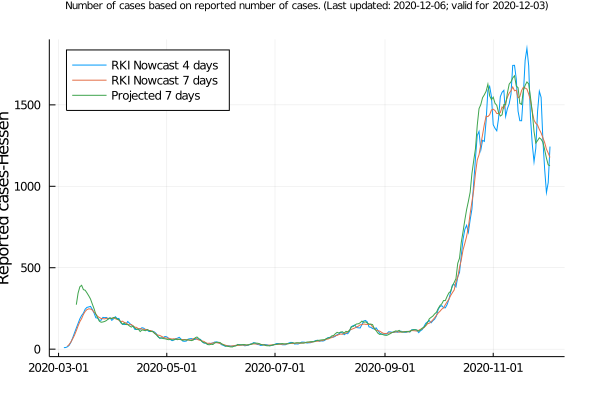 Number of cases based on reported number of cases. (Last updated: 2020-12-06; valid for 2020-12-03)
RKI Nowcast 4 days
RKI Nowcast 7 days
Projected 7 days
Reported cases-Hessen
1500
1000
500
0
2020-03-01
2020-05-01
2020-07-01
2020-09-01
2020-11-01